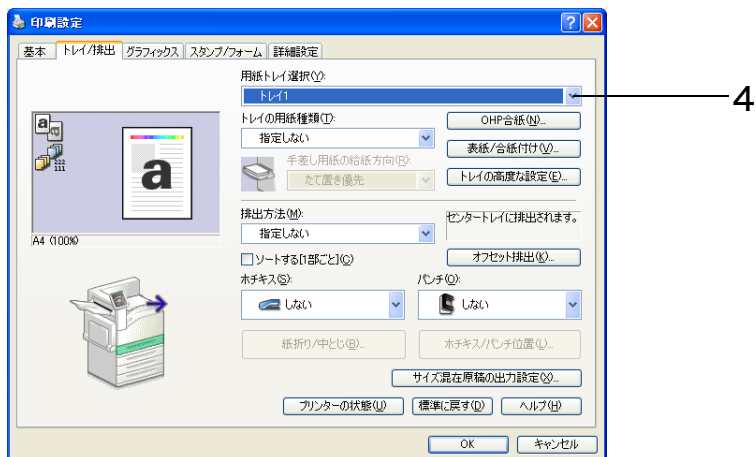 印刷設定
基本 トレイ/排出 グラフィックス スタンプ/フォーム 詳細設定
用紙トレイ選択(Y):
トレイ1
4
トレイの用紙種類(T):
指定しない
OHP合紙(N)...
表紙/合紙付け(V)...
手差し用紙の給紙方向(R):
たて置き優先
トレイの高度な設定(E)...
a
a
222
111
a
A4 (100%)
排出方法(M):
指定しない
センタートレイに排出されます。
ソートする[1部ごと](C)
オフセット排出(K)...
ホチキス(S):
しない
パンチ(O):
しない
紙折り/中とじ(B)...
ホチキス/パンチ位置(L)...
サイズ混在原稿の出力設定(X)...
プリンターの状態(U) 標準に戻す(D) ヘルプ(H)
OK キャンセル